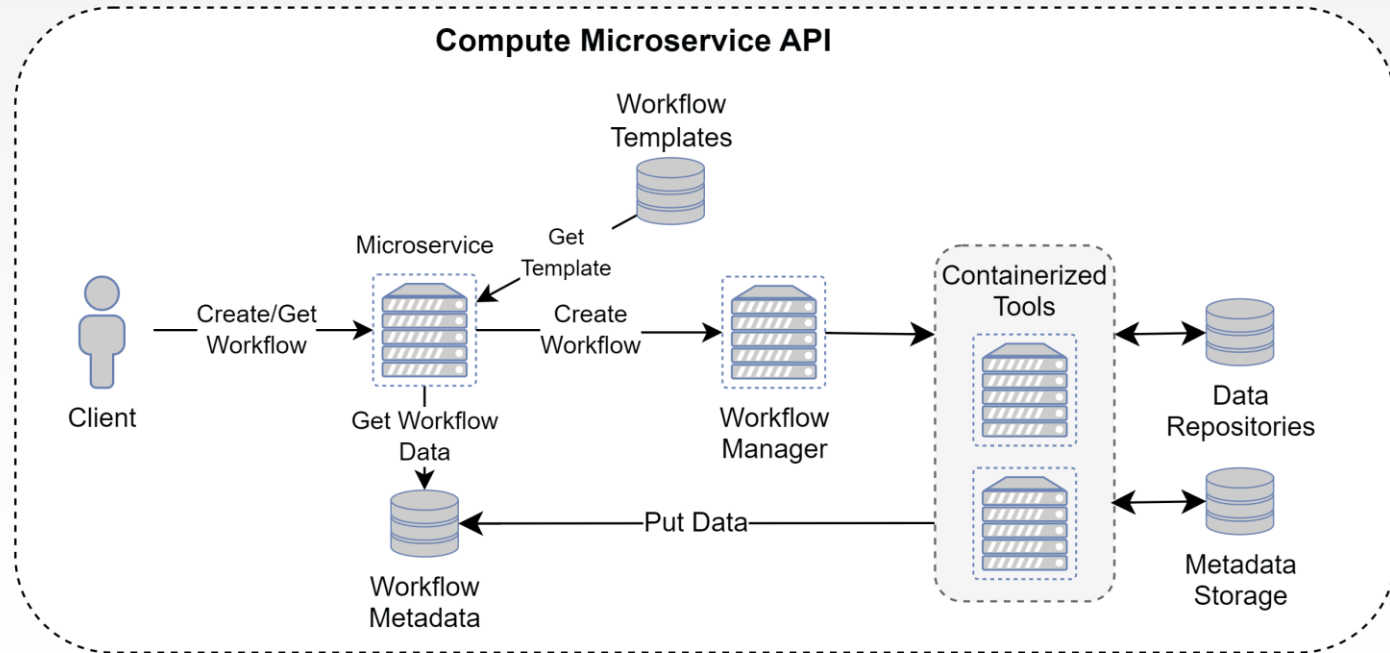 Compute Microservice API
Workflow
Templates
Microservice
Get
Template
Containerized
Tools
Create/Get
Workflow
Create
Workflow
Client
Get Workflow
Data
Workflow
Manager
Data
Repositories
Put Data
Workflow
Metadata
Metadata
Storage